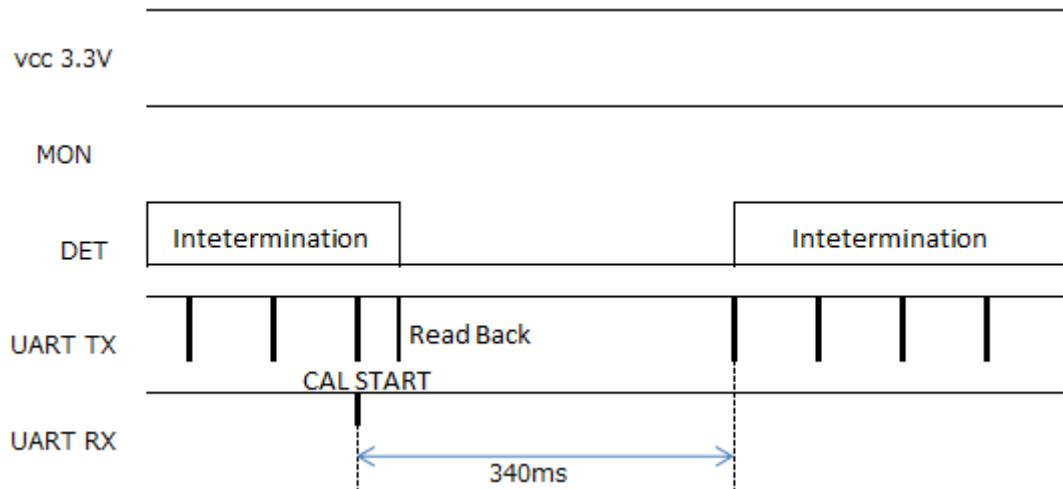 vcc 3.3V
MON
DET
Intetermination
Intetermination
UART TX
Read Back
CAL START
UART RX
340ms